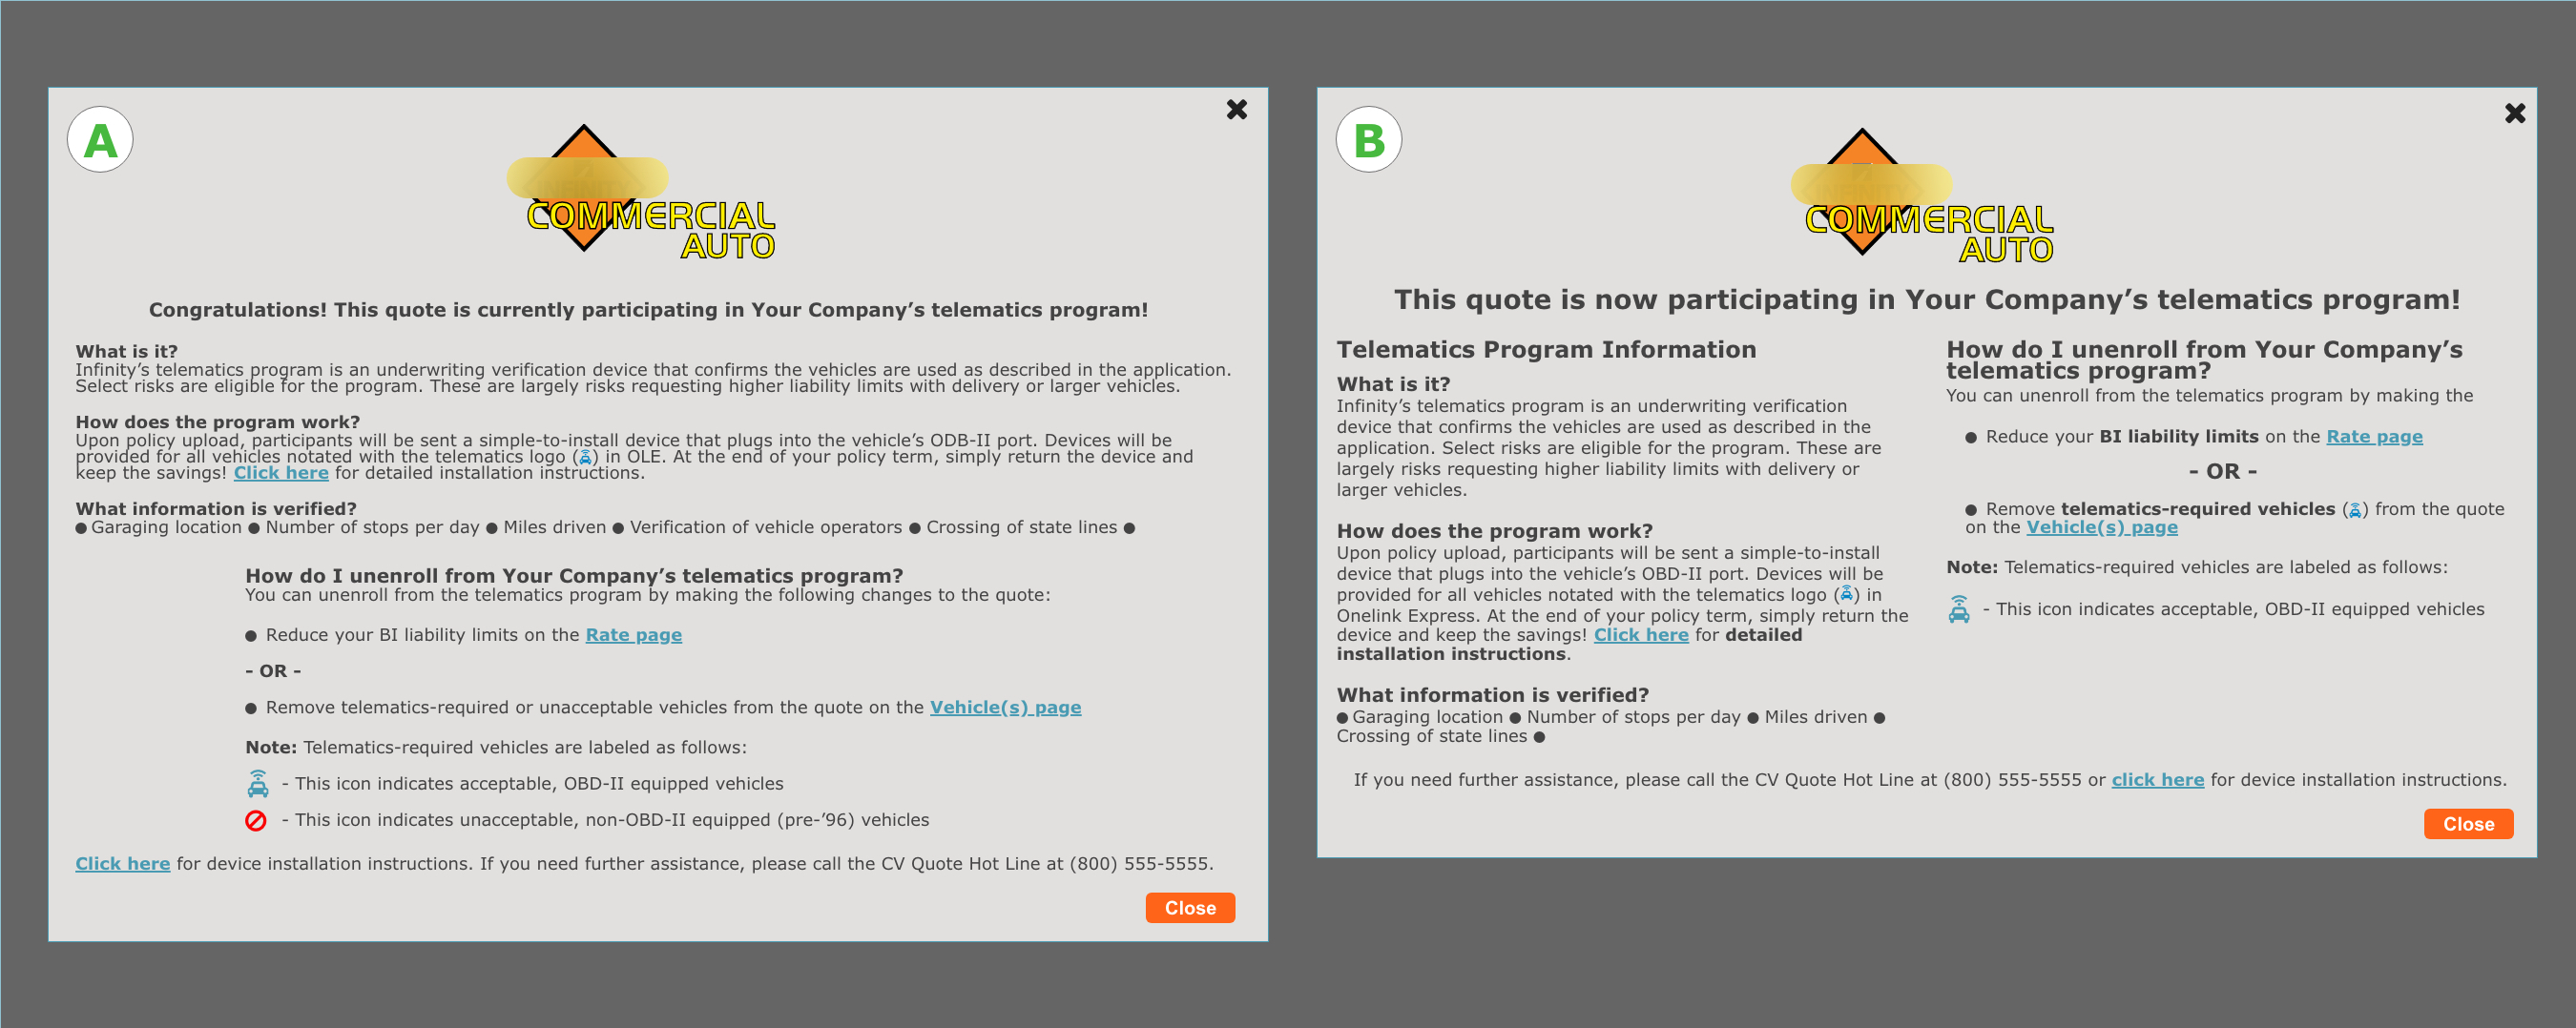 A
COMMERCIAL
AUTO
Congratulations! This quote is currently participating in Your Company’s telematics program!
What is it?
Infinity’s telematics program is an underwriting verification device that confirms the vehicles are used as described in the application.
Select risks are eligible for the program. These are largely risks requesting higher liability limits with delivery or larger vehicles.
How does the program work?
Upon policy upload, participants will be sent a simple-to-install device that plugs into the vehicle’s ODB-II port. Devices will be
provided for all vehicles notated with the telematics logo ( ) in OLE. At the end of your policy term, simply return the device and
keep the savings! Click here for detailed installation instructions.
What information is verified?
● Garaging location ● Number of stops per day ● Miles driven ● Verification of vehicle operators ● Crossing of state lines ●
How do I unenroll from Your Company’s telematics program?
You can unenroll from the telematics program by making the following changes to the quote:
● Reduce your BI liability limits on the Rate page
- OR -
● Remove telematics-required or unacceptable vehicles from the quote on the Vehicle(s) page
Note: Telematics-required vehicles are labeled as follows:
- This icon indicates acceptable, OBD-II equipped vehicles
- This icon indicates unacceptable, non-OBD-II equipped (pre-’96) vehicles
Click here for device installation instructions. If you need further assistance, please call the CV Quote Hot Line at (800) 555-5555.
Close
B
INFINITY
COMMERCIAL
AUTO
This quote is now participating in Your Company’s telematics program!
Telematics Program Information
What is it?
Infinity’s telematics program is an underwriting verification
device that confirms the vehicles are used as described in the
application. Select risks are eligible for the program. These are
largely risks requesting higher liability limits with delivery or
larger vehicles.
How does the program work?
Upon policy upload, participants will be sent a simple-to-install
device that plugs into the vehicle’s OBD-II port. Devices will be
provided for all vehicles notated with the telematics logo ( ) in
Onelink Express. At the end of your policy term, simply return the
device and keep the savings! Click here for detailed
installation instructions.
What information is verified?
● Garaging location ● Number of stops per day ● Miles driven ●
Crossing of state lines ●
How do I unenroll from Your Company’s
telematics program?
You can unenroll from the telematics program by making the
● Reduce your BI liability limits on the Rate page
- OR -
● Remove telematics-required vehicles ( ) from the quote
on the Vehicle(s) page
Note: Telematics-required vehicles are labeled as follows:
- This icon indicates acceptable, OBD-II equipped vehicles
If you need further assistance, please call the CV Quote Hot Line at (800) 555-5555 or click here for device installation instructions.
Close